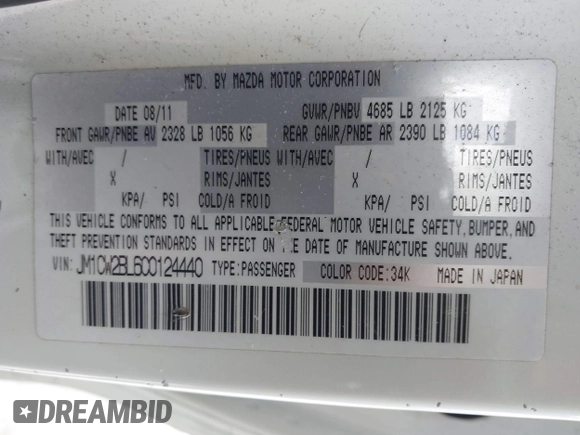 MFD. BY MAZDA MOTOR CORPORATION
DATE 08/11 GVWR/PNBV 4685 LB 2125 KG
FRONT GAWR/PNBE AV 2328 LB 1056 KG REAR GAWR/PNBE AR 2390 LB 1084 KG
WITH/AVEC / TIRES/PNEUS WITH/AVEC / TIRES/PNEUS
X RIMS/JANTES X RIMS/JANTES
KPA/ PSI COLD/A FROID KPA/ PSI COLD/A FROID
THIS VEHICLE CONFORMS TO ALL APPLICABLE FEDERAL MOTOR VEHICLE SAFETY, BUMPER, AND
THEFT PREVENTION STANDARDS IN EFFECT ON THE DATE OF MANUFACTURE SHOWN ABOVE.
VIN: JM1CW2BL6C0124440 TYPE:PASSENGER COLOR CODE:34K MADE IN JAPAN
DREAMBID